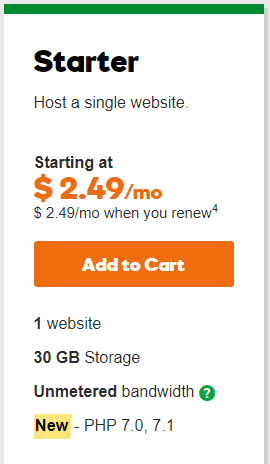 Starter
Host a single website.
Starting at
$ 2.49/mo
$ 2.49/mo when you renew4
Add to Cart
1 website
30 GB Storage
Unmetered bandwidth ?
New - PHP 7.0, 7.1